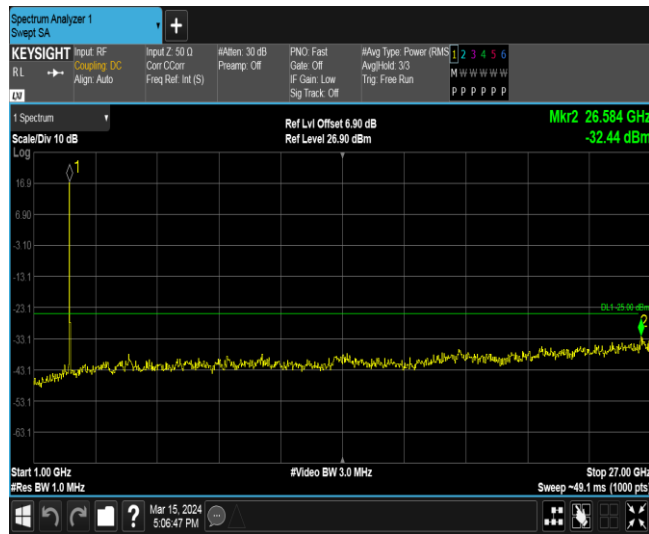 Spectrum Analyzer 1
Swept SA
+
KEYSIGHT Input: RF Input Z: 50 Ω #Atten: 30 dB PNO: Fast #Avg Type: Power (RMS 1 2 3 4 5 6
RL Coupling: DC Corr CCorr Preamp: Off Gate: Off Avg|Hold: 3/3 M W W W W W
Align: Auto Freq Ref: Int (S) IF Gain: Low Trig: Free Run
LXI Sig Track: Off P P P P P P
1 Spectrum Ref Lvl Offset 6.90 dB Mkr2 26.584 GHz
Scale/Div 10 dB Ref Level 26.90 dBm -32.44 dBm
Log
1
16.9
6.90
-3.10
-13.1
-23.1 DL1 -25.00 dBm
2
-33.1
-43.1
-53.1
-63.1
Start 1.00 GHz #Video BW 3.0 MHz Stop 27.00 GHz
#Res BW 1.0 MHz Sweep ~49.1 ms (1000 pts)
? Mar 15, 2024
5:06:47 PM